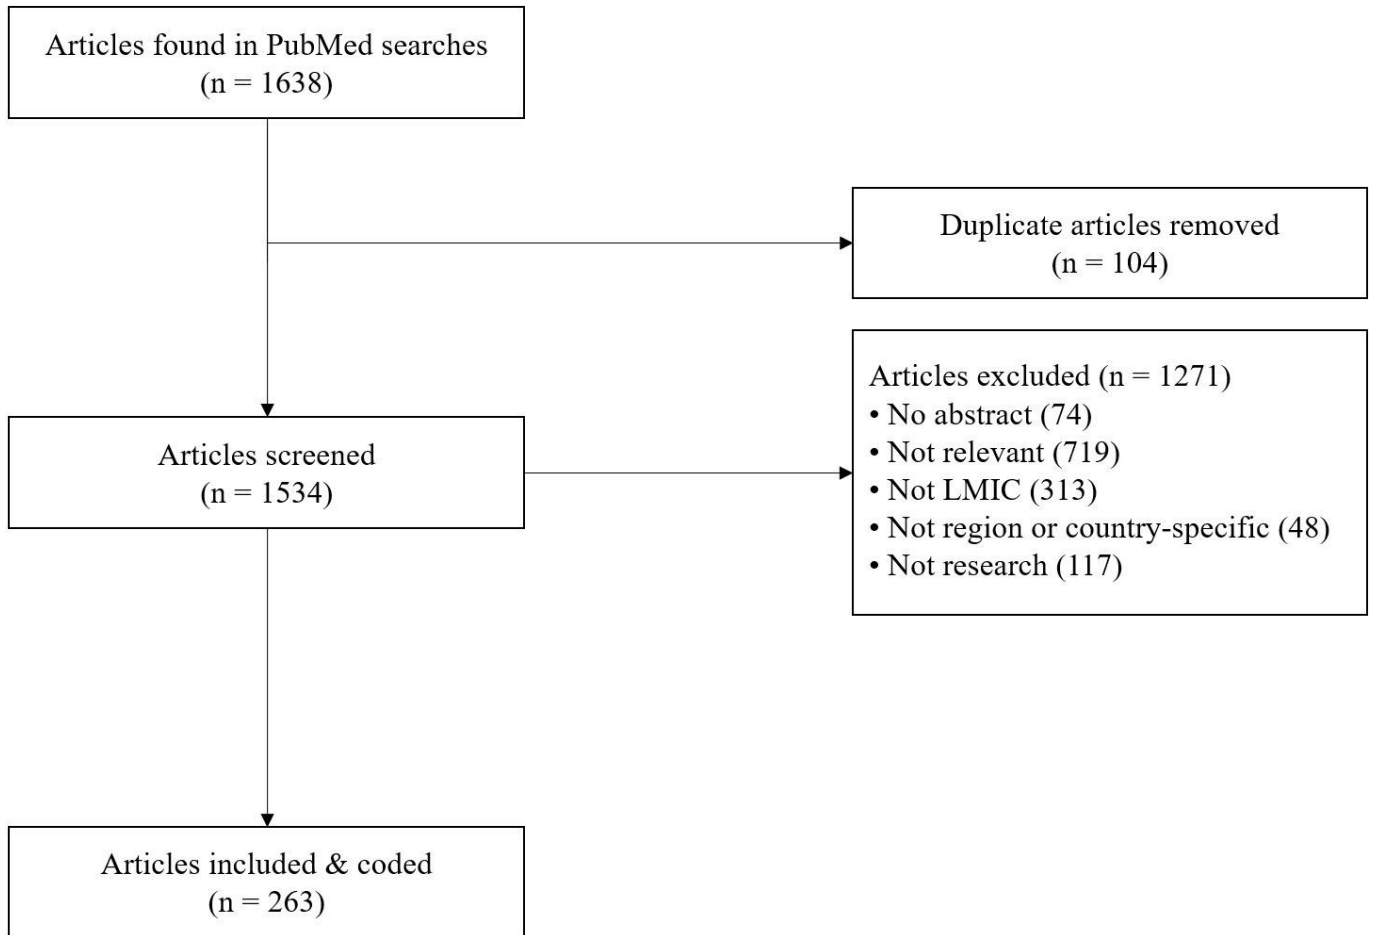 Articles found in PubMed searches
(n = 1638)
Duplicate articles removed
(n = 104)
Articles excluded (n = 1271)
• No abstract (74)
• Not relevant (719)
• Not LMIC (313)
• Not region or country-specific (48)
• Not research (117)
Articles screened
(n = 1534)
Articles included & coded
(n = 263)